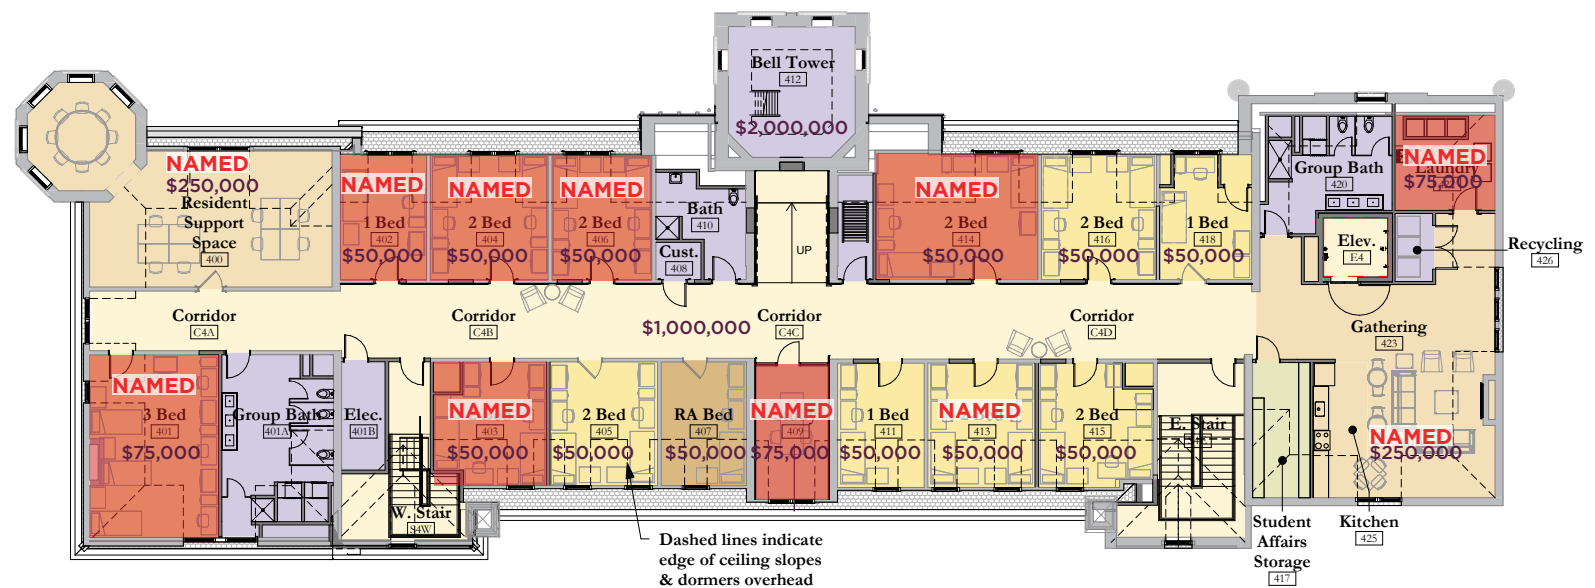 Bell Tower
412
$2,000,000
NAMED
$250,000
Resident
Support
Space
400
NAMED
1 Bed
402
$50,000
NAMED
2 Bed
404
$50,000
NAMED
2 Bed
406
$50,000
Bath
410
Cust.
408
UP
NAMED
2 Bed
414
$50,000
2 Bed
416
$50,000
1 Bed
418
$50,000
Group Bath
420
NAMED
Laundry
$75,000
Elev.
E4
Recycling
426
Corridor
C4A
Corridor
C4B
$1,000,000
Corridor
C4C
Corridor
C4D
Gathering
423
NAMED
3 Bed
401
$75,000
Group Bath
401A
Elec.
401B
W. Stair
S4W
NAMED
403
$50,000
2 Bed
405
$50,000
RA Bed
407
$50,000
NAMED
409
$75,000
1 Bed
411
$50,000
NAMED
413
$50,000
2 Bed
415
$50,000
E. Stair
NAMED
$250,000
Dashed lines indicate
edge of ceiling slopes
& dormers overhead
Student
Affairs
Storage
417
Kitchen
425